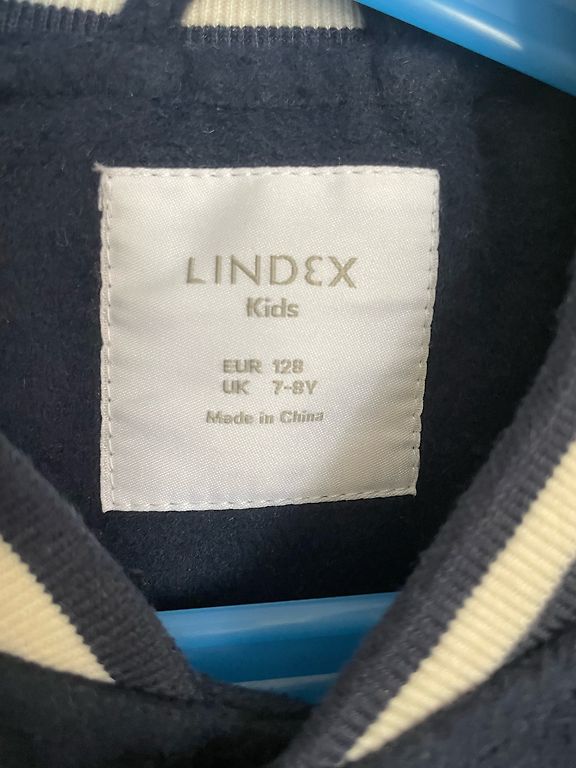 LINDEX
Kids
EUR 128
UK 7-8Y
Made in China